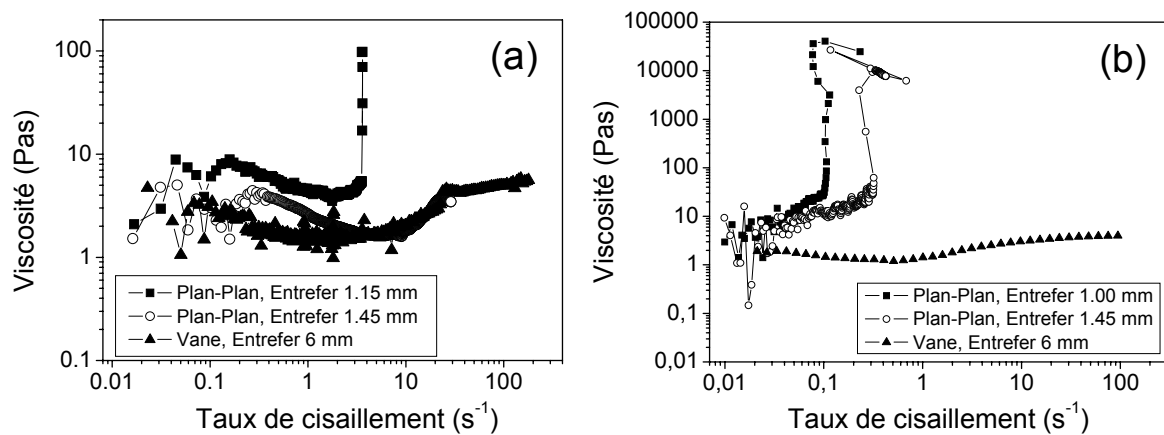 (a)
Viscosité (Pas)
100
10
1
0.1
Plan-Plan, Entrefer 1.15 mm
Plan-Plan, Entrefer 1.45 mm
Vane, Entrefer 6 mm
0.01 0.1 1 10 100
Taux de cisaillement (s⁻¹)
(b)
Viscosité (Pas)
100000
10000
1000
100
10
1
0,1
0,01
Plan-Plan, Entrefer 1.00 mm
Plan-Plan, Entrefer 1.45 mm
Vane, Entrefer 6 mm
0,01 0,1 1 10 100
Taux de cisaillement (s⁻¹)